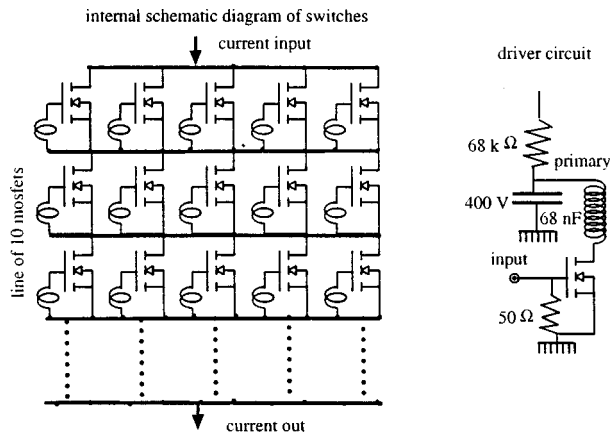 internal schematic diagram of switches
current input
line of 10 mosfets
current out
driver circuit
68 k Ω
primary
400 V
68 nF
input
50 Ω